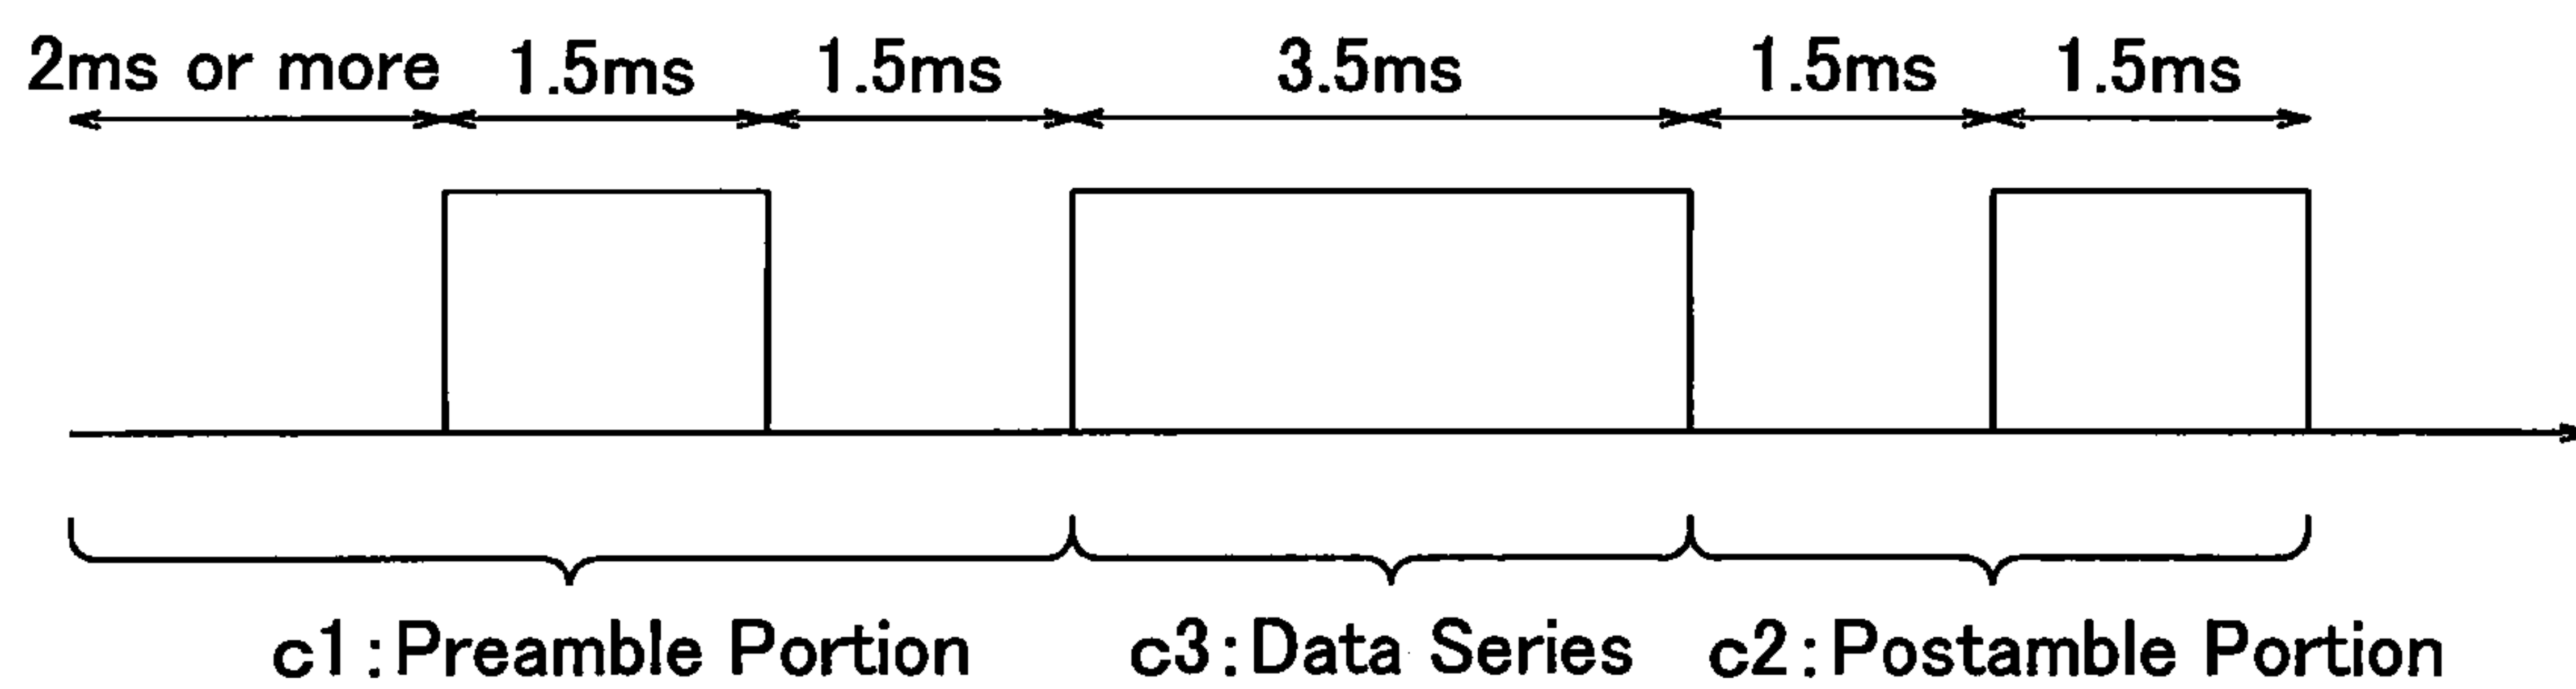 2ms or more 1.5ms 1.5ms 3.5ms 1.5ms 1.5ms
c1:Preamble Portion c3:Data Series c2:Postamble Portion